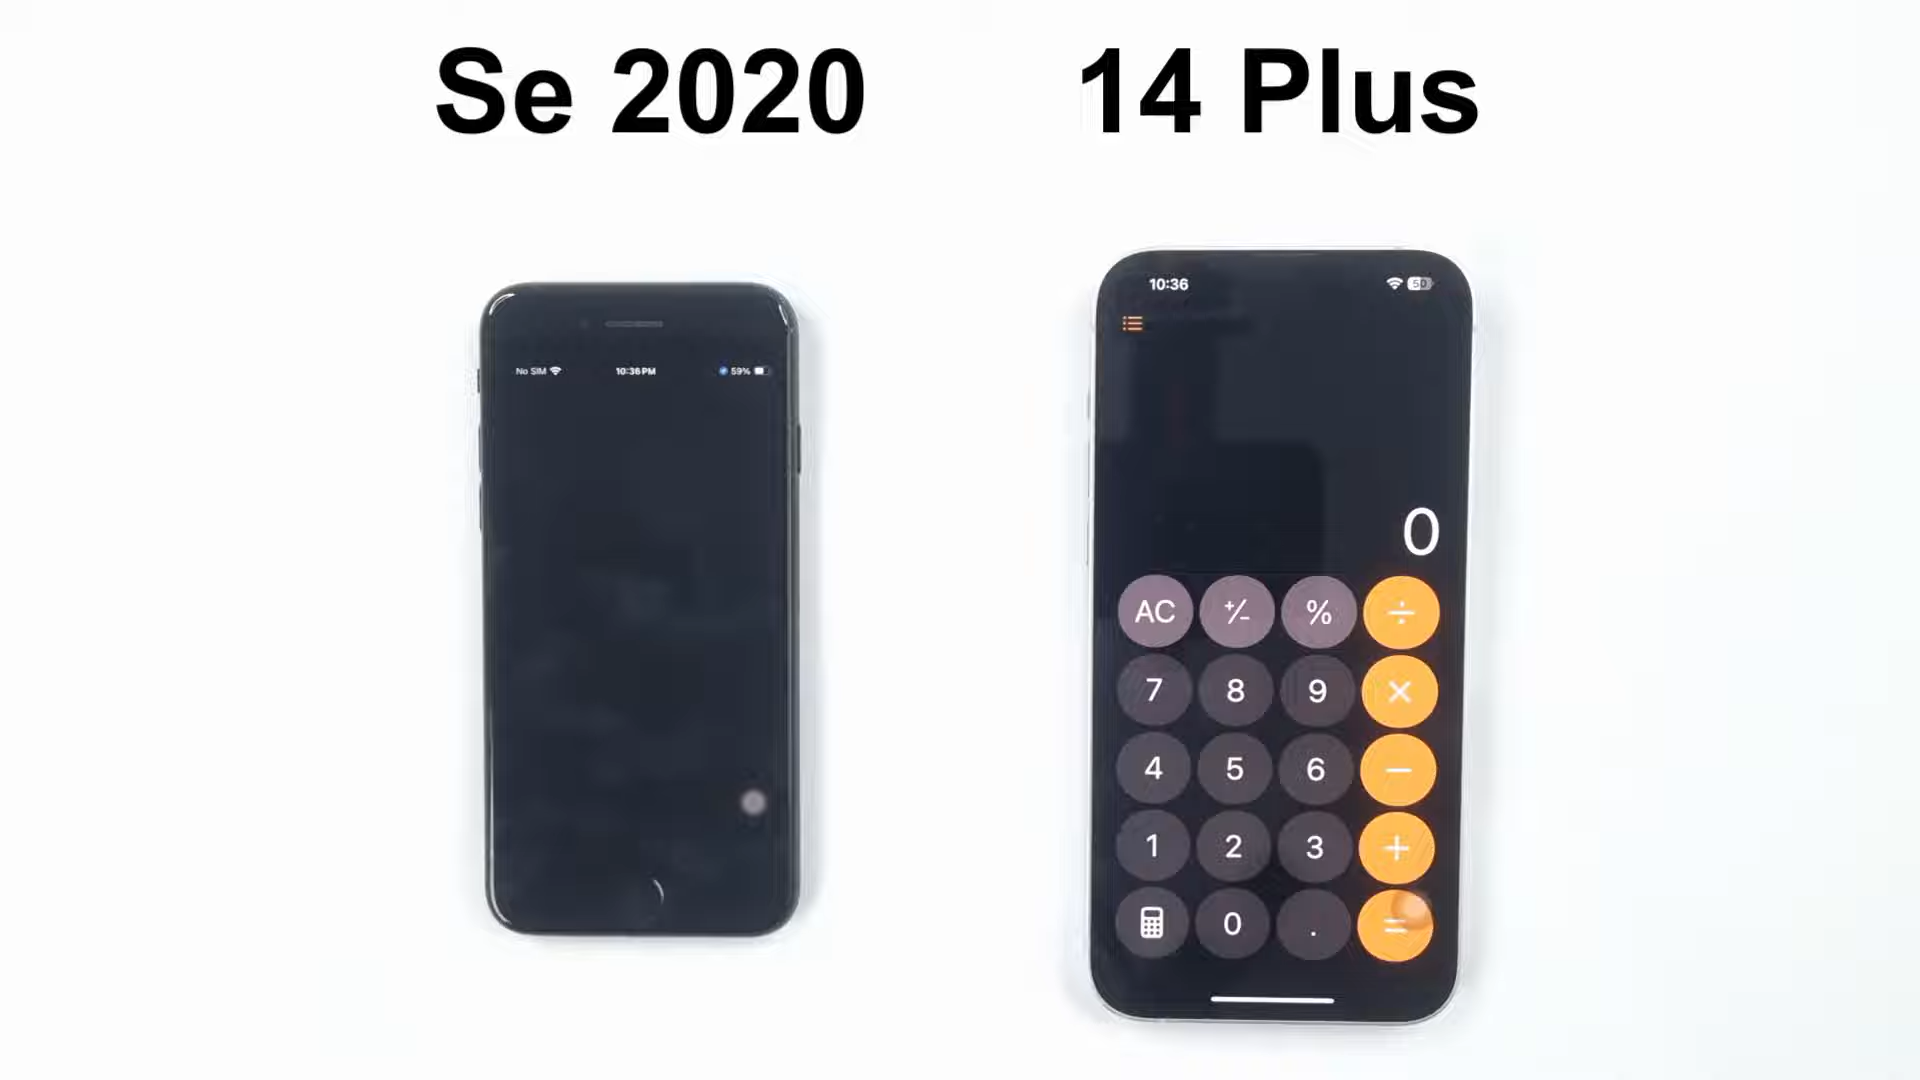 Se 2020
14 Plus
No SIM
10:36 PM
59%
10:36
50
0
AC +/- % ÷
7 8 9 ×
4 5 6 −
1 2 3 +
0 . =